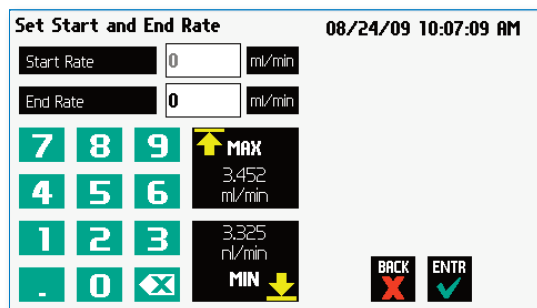 Set Start and End Rate 08/24/09 10:07:09 AM
Start Rate 0 ml/min
End Rate 0 ml/min
7 8 9 MAX
3.452
4 5 6 ml/min
1 2 3 3.325
nl/min
. 0 X MIN
BACK ENTR